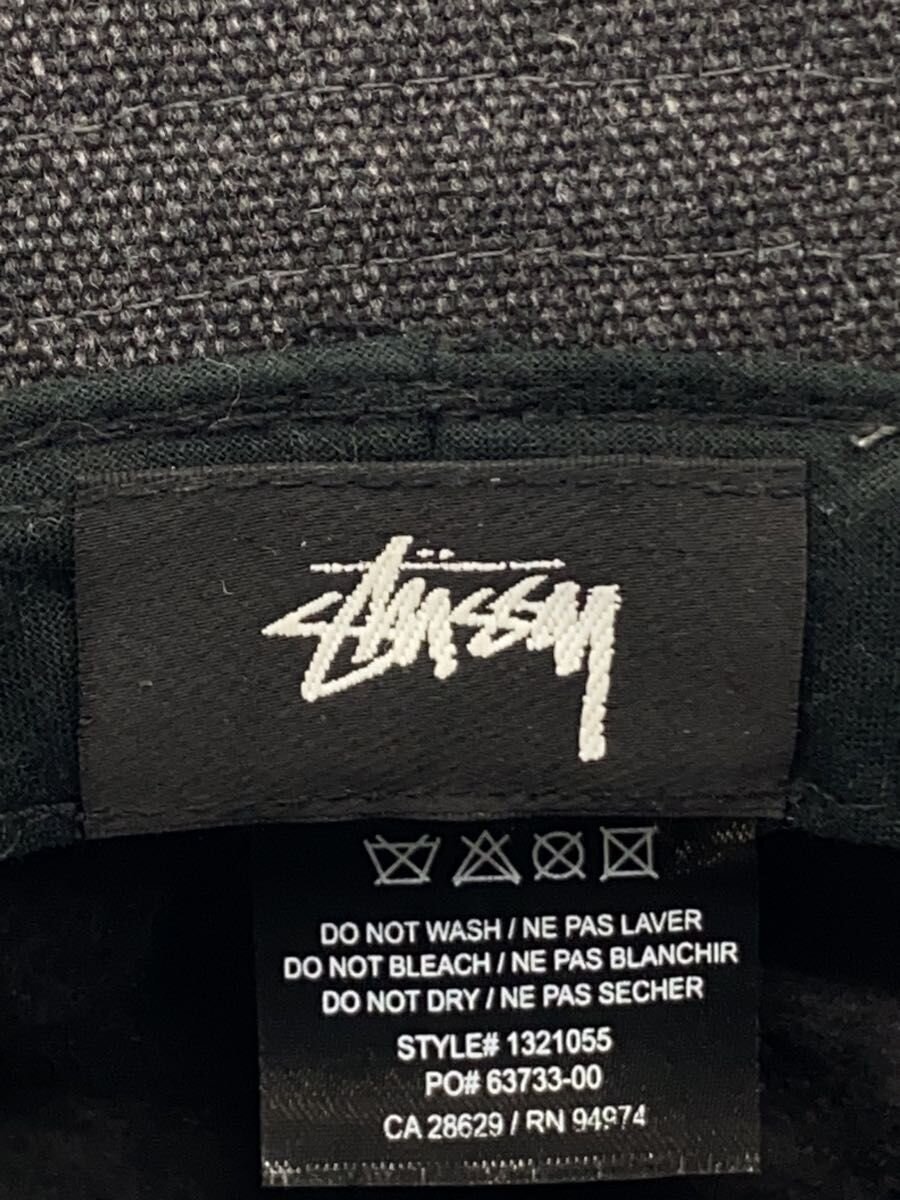 Stüssy
DO NOT WASH / NE PAS LAVER
DO NOT BLEACH / NE PAS BLANCHIR
DO NOT DRY / NE PAS SECHER
STYLE# 1321055
PO# 63733-00
CA 28629 / RN 94974